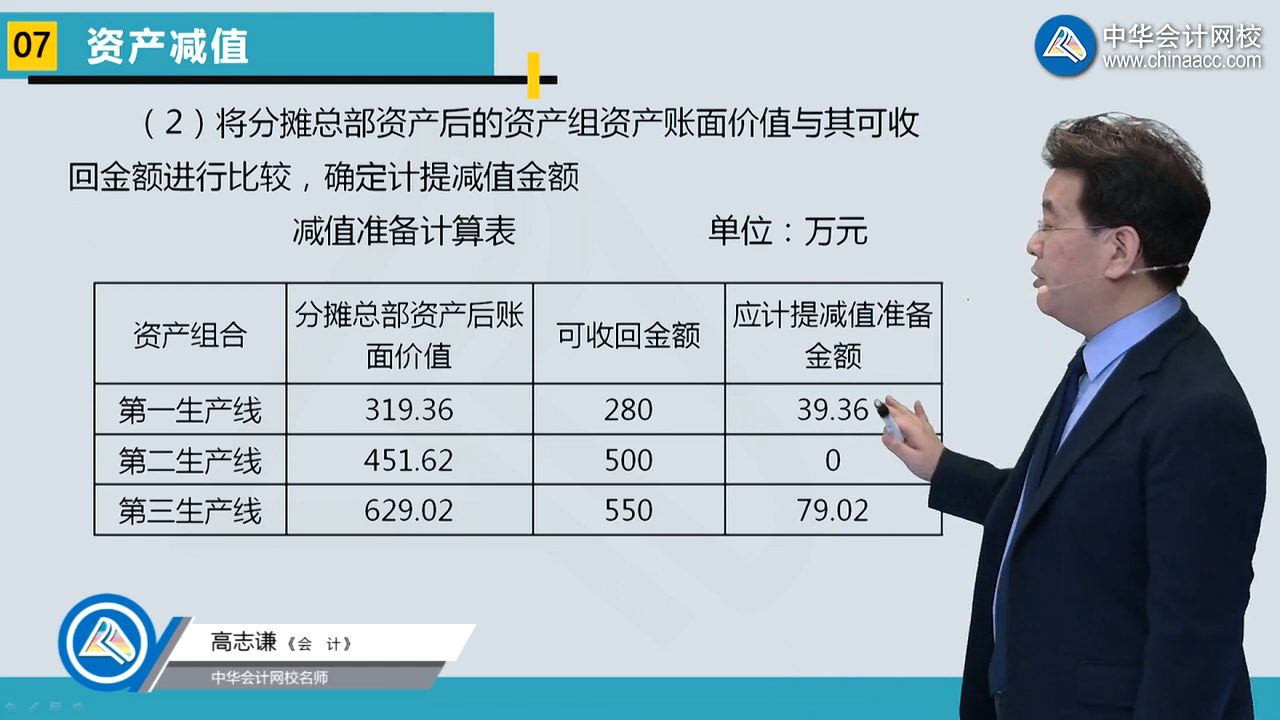 07
资产减值
中华会计网校
www.chinaacc.com
（2）将分摊总部资产后的资产组资产账面价值与其可收
回金额进行比较，确定计提减值金额
减值准备计算表 单位：万元
资产组合 分摊总部资产后账面价值 可收回金额 应计提减值准备金额
第一生产线 319.36 280 39.36
第二生产线 451.62 500 0
第三生产线 629.02 550 79.02
高志谦《会 计》
中华会计网校名师